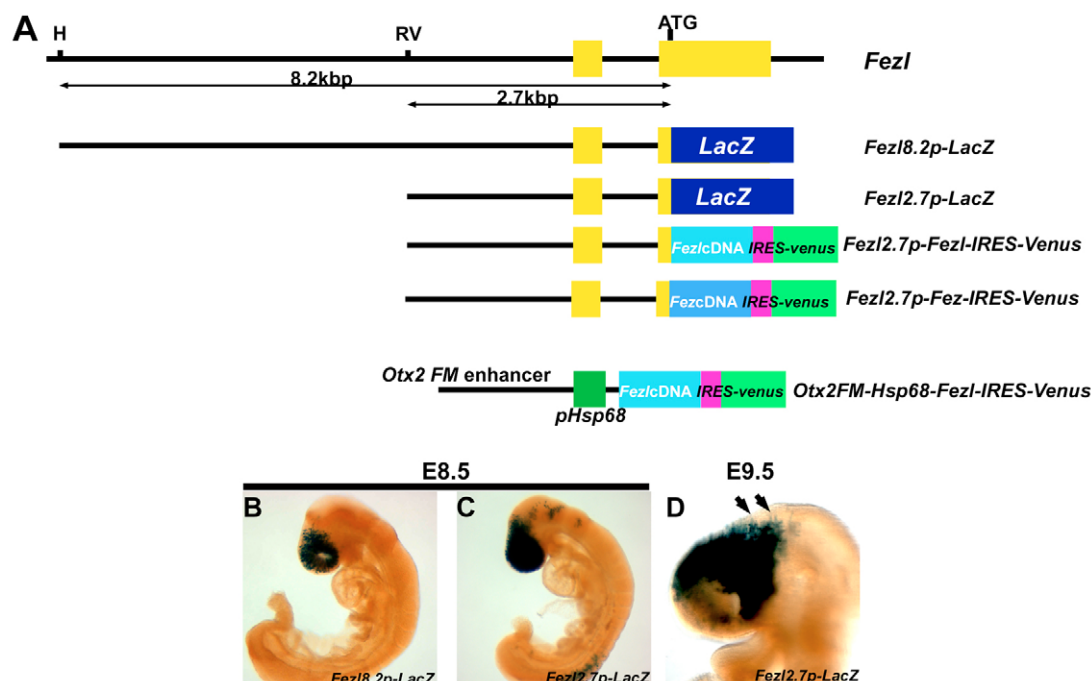 A
H
RV
ATG
Fezl
8.2kbp
2.7kbp
LacZ
Fezl8.2p-LacZ
LacZ
Fezl2.7p-LacZ
FezlcDNA IRES-venus
Fezl2.7p-Fezl-IRES-Venus
FezcDNA IRES-venus
Fezl2.7p-Fez-IRES-Venus
Otx2 FM enhancer
FezlcDNA IRES-venus
Otx2FM-Hsp68-Fezl-IRES-Venus
pHsp68
E8.5
E9.5
B
C
D
Fezl8.2p-LacZ
Fezl2.7p-LacZ
Fezl2.7p-LacZ